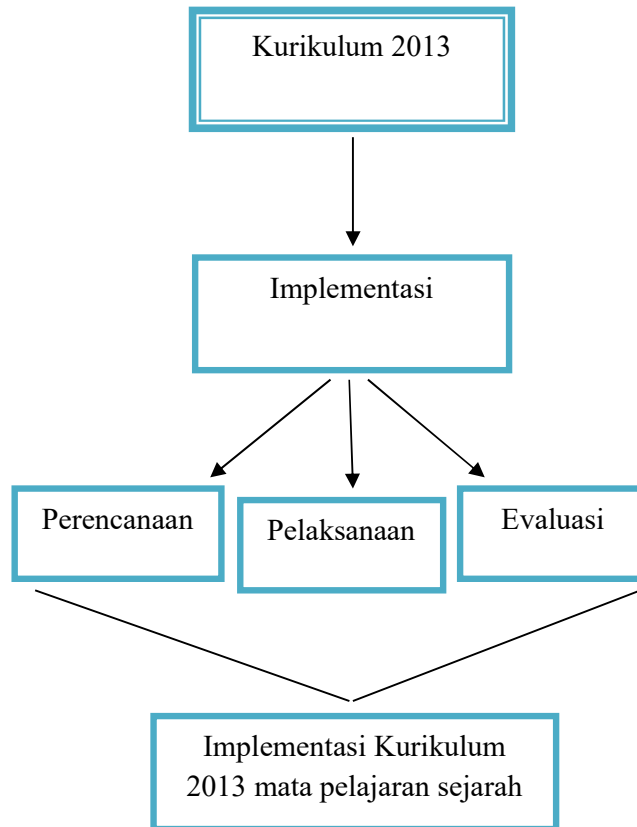 Kurikulum 2013
Implementasi
Perencanaan
Pelaksanaan
Evaluasi
Implementasi Kurikulum
2013 mata pelajaran sejarah